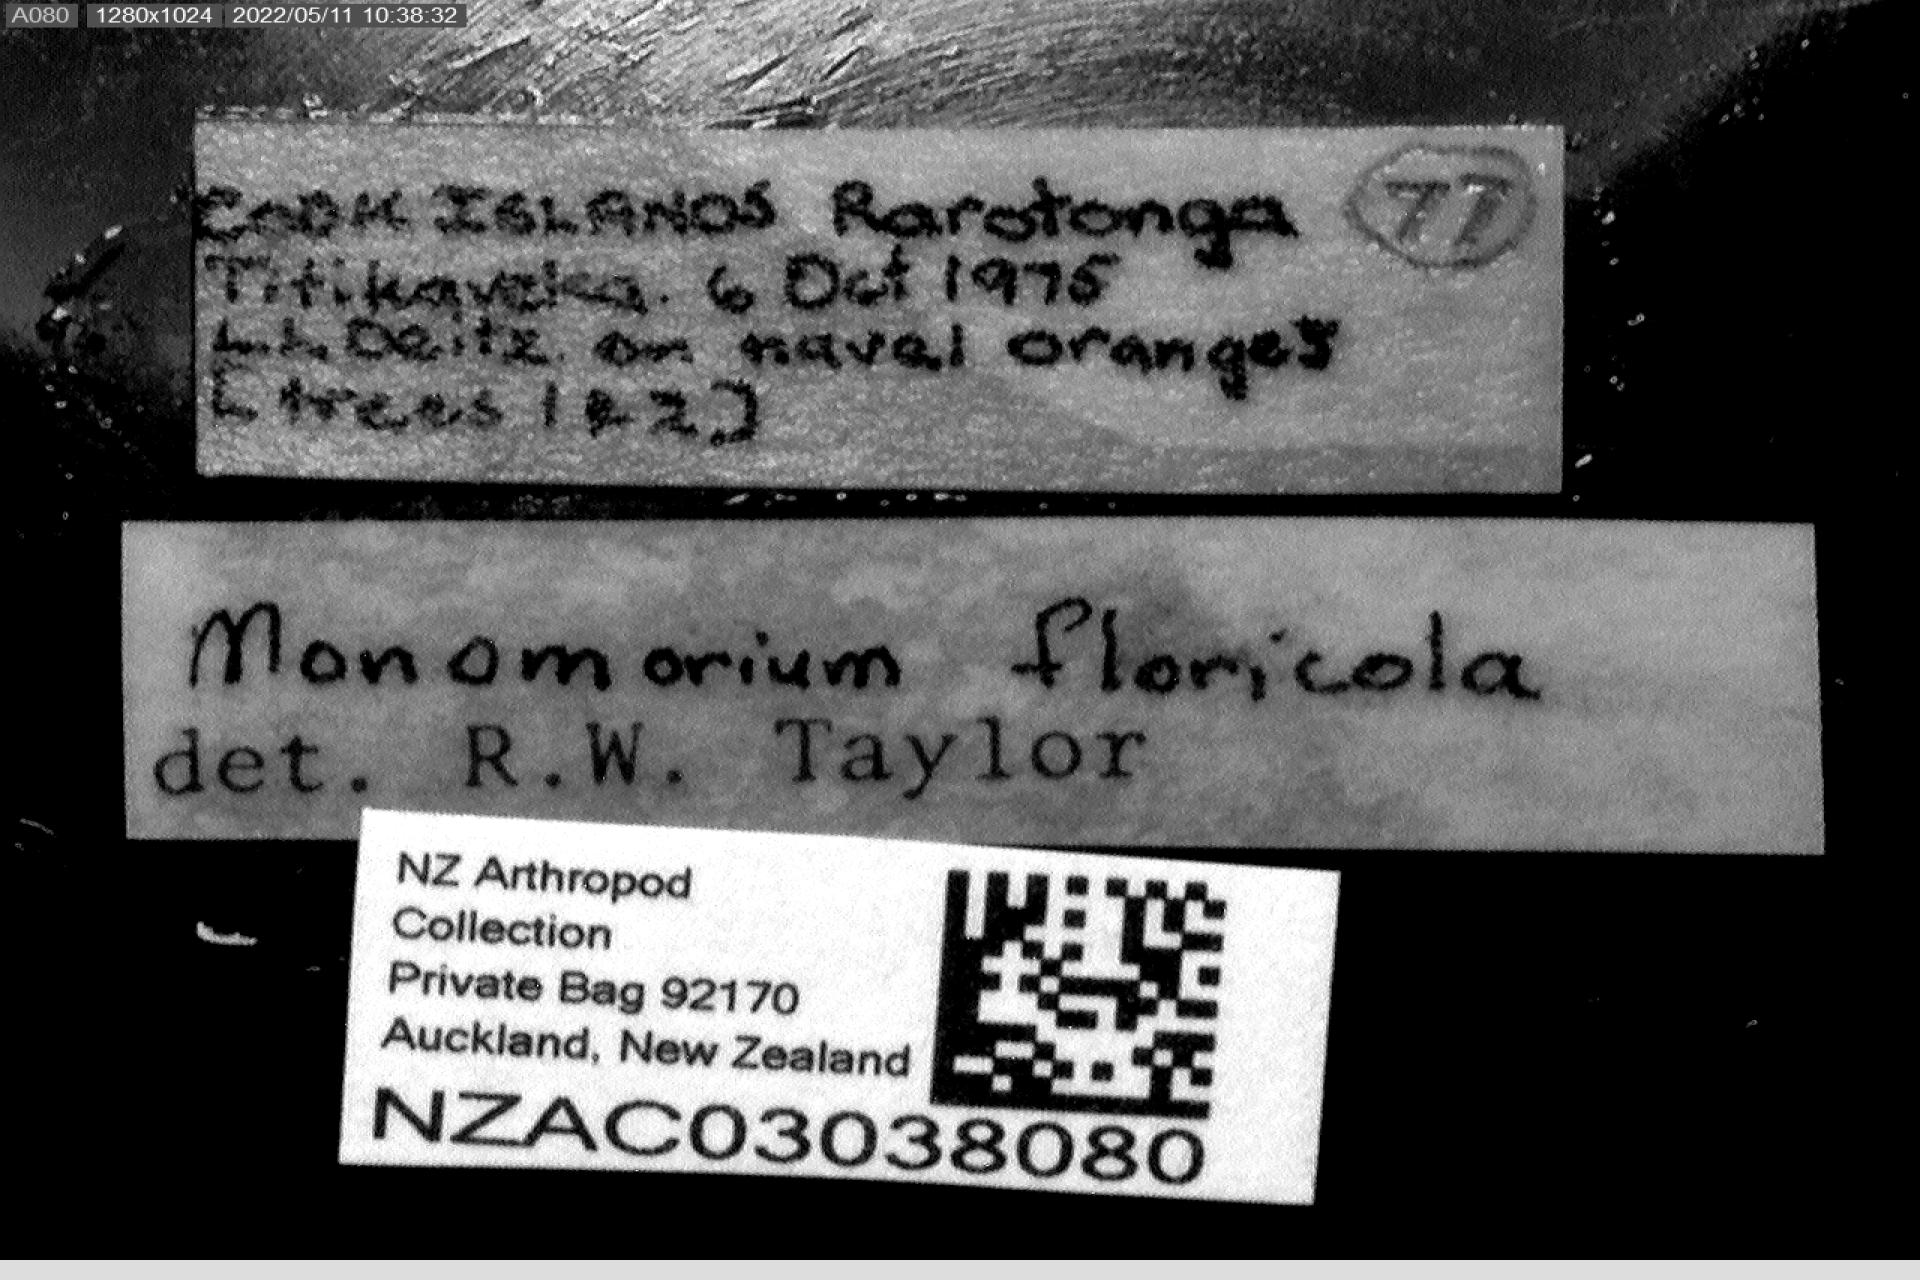 A080 1280x1024 2022/05/11 10:38:32
COOK ISLANDS Rarotonga 77
Titikaveka. 6 Oct 1975
L.L. Deitz. on navel oranges
[trees 1 & 2]
Monomorium floricola
det. R.W. Taylor
NZ Arthropod
Collection
Private Bag 92170
Auckland, New Zealand
NZAC03038080